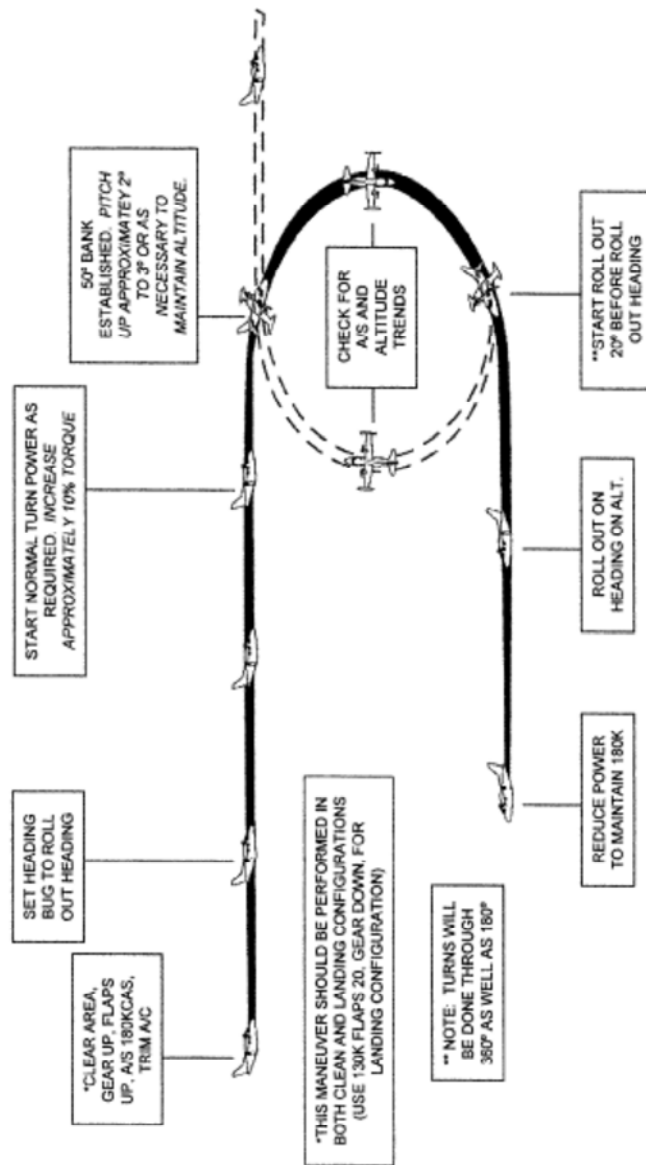 *CLEAR AREA,
GEAR UP, FLAPS
UP, A/S 180KCAS,
TRIM A/C
SET HEADING
BUG TO ROLL
OUT HEADING
START NORMAL TURN POWER AS
REQUIRED. INCREASE
APPROXIMATELY 10% TORQUE
50° BANK
ESTABLISHED. PITCH
UP APPROXIMATEY 2°
TO 3° OR AS
NECESSARY TO
MAINTAIN ALTITUDE.
CHECK FOR
A/S AND
ALTITUDE
TRENDS
**START ROLL OUT
20° BEFORE ROLL
OUT HEADING
ROLL OUT ON
HEADING ON ALT.
REDUCE POWER
TO MAINTAIN 180K
*THIS MANEUVER SHOULD BE PERFORMED IN
BOTH CLEAN AND LANDING CONFIGURATIONS
(USE 130K FLAPS 20, GEAR DOWN, FOR
LANDING CONFIGURATION)
** NOTE: TURNS WILL
BE DONE THROUGH
360° AS WELL AS 180°